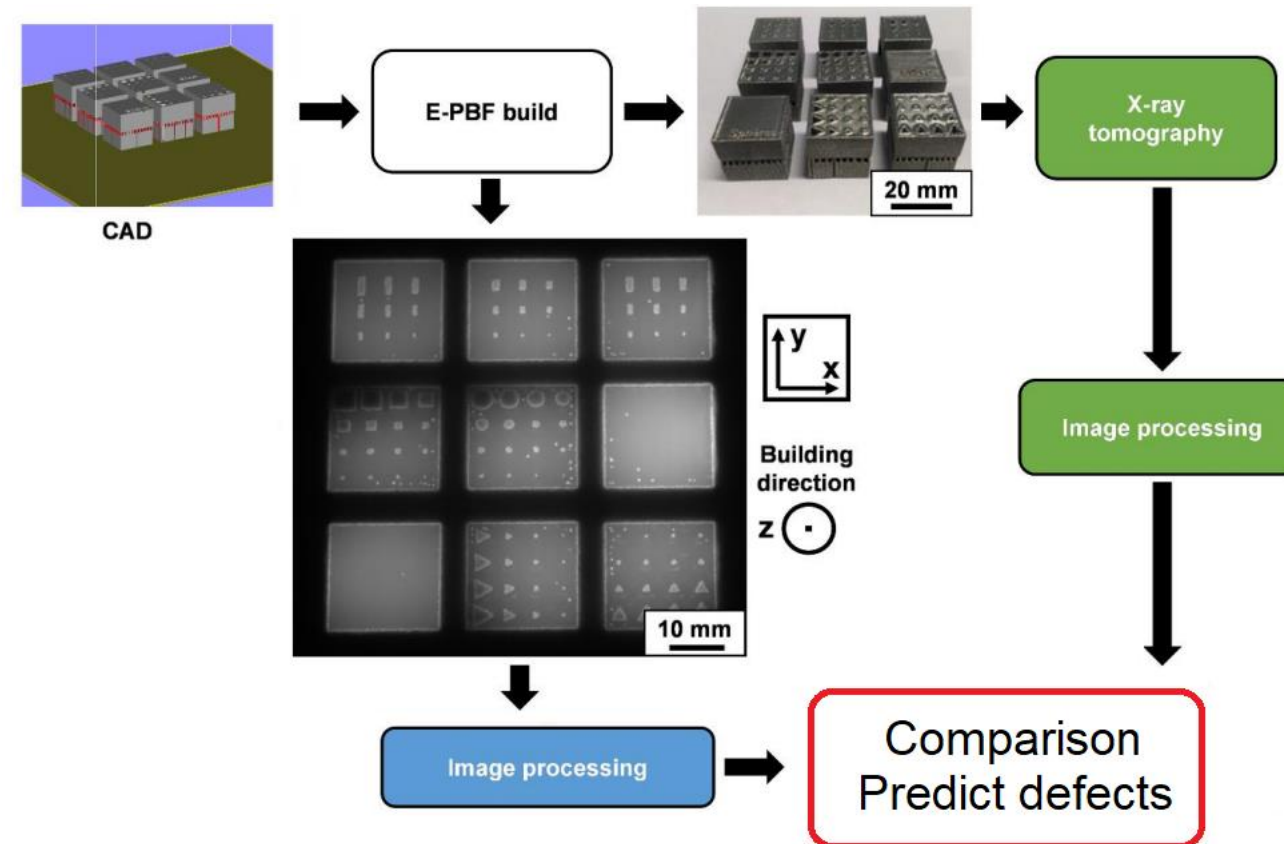 CAD
E-PBF build
20 mm
X-ray
tomography
y
x
Building
direction
z
10 mm
Image processing
Image processing
Comparison
Predict defects